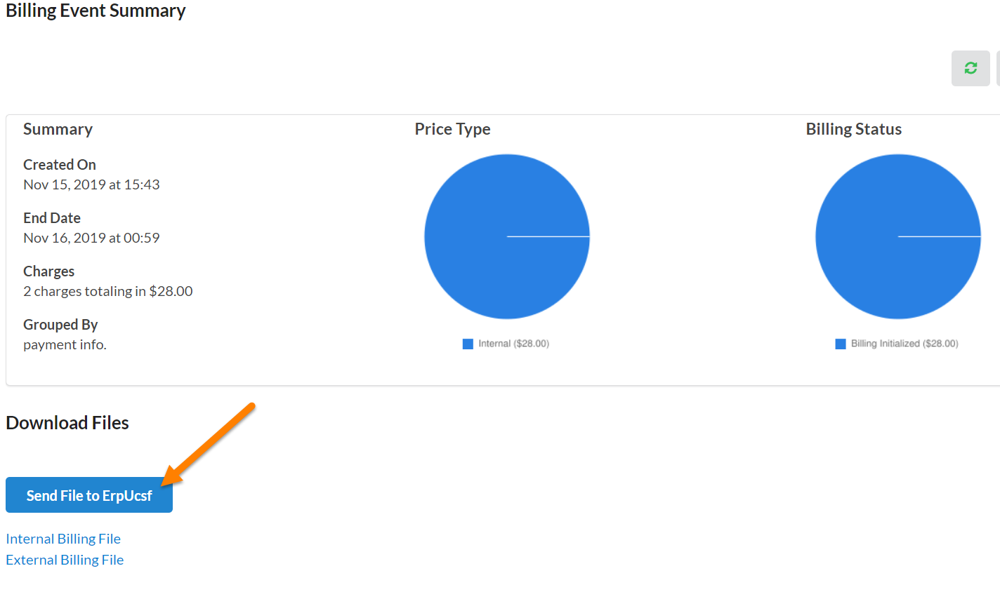 Billing Event Summary
Summary
Created On
Nov 15, 2019 at 15:43
End Date
Nov 16, 2019 at 00:59
Charges
2 charges totaling in $28.00
Grouped By
payment info.
Price Type
Internal ($28.00)
Billing Status
Billing Initialized ($28.00)
Download Files
Send File to ErpUcsf
Internal Billing File
External Billing File